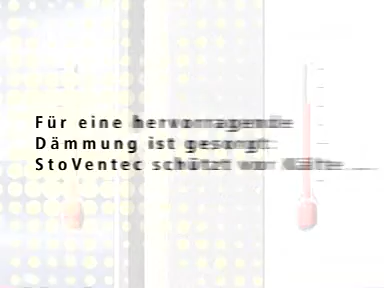 Für eine hervorragende
Dämmung ist gesorgt:
StoVentec schützt vor Kälte